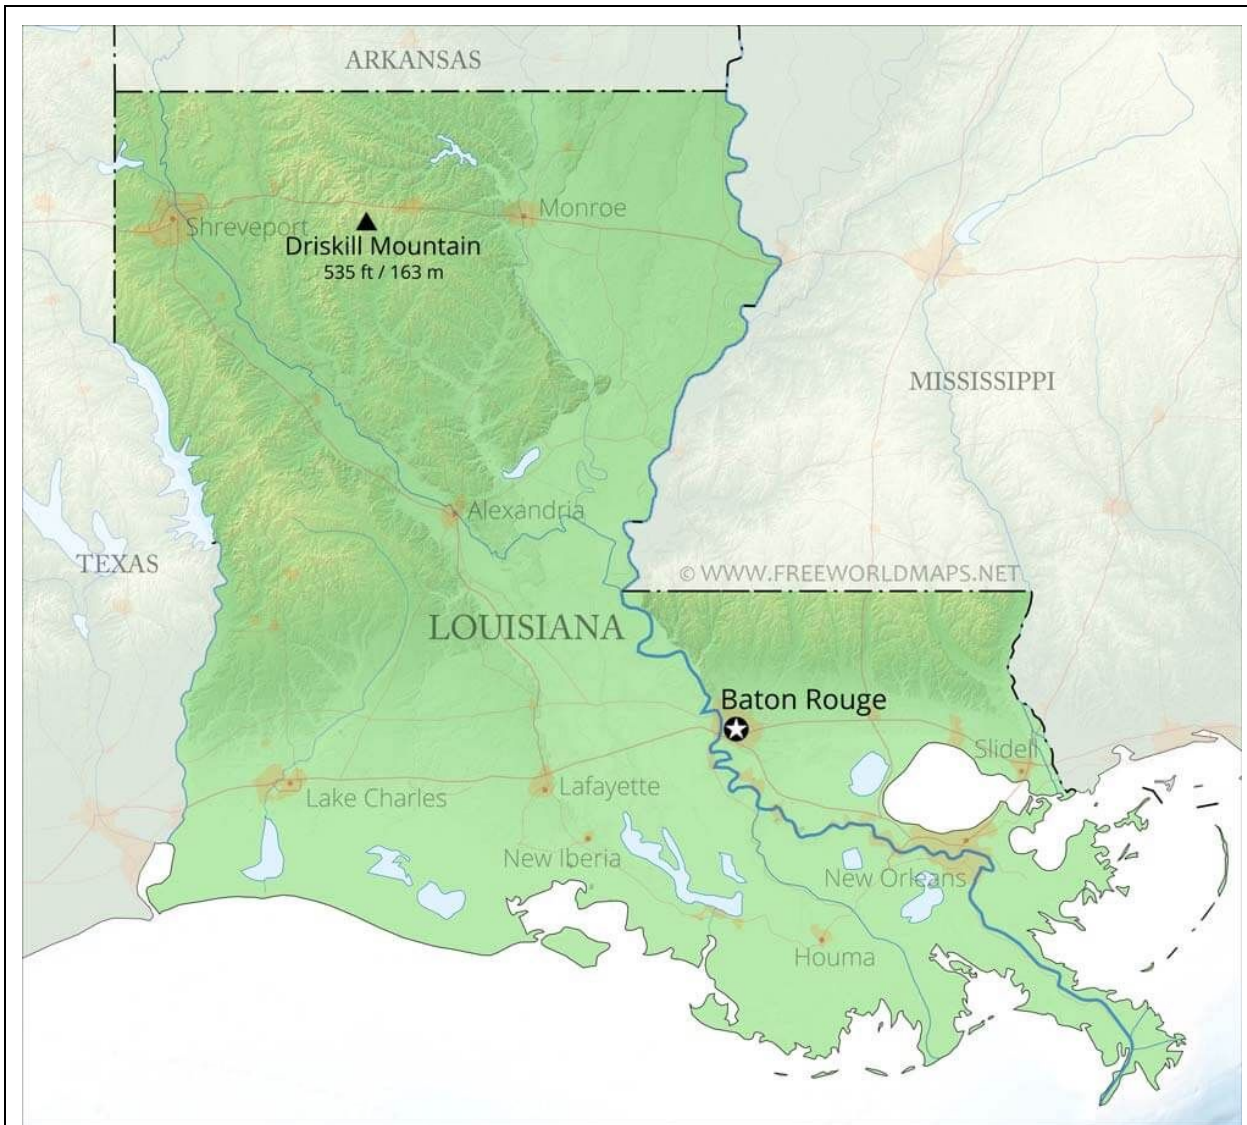 ARKANSAS
Shreveport
Monroe
Driskill Mountain
535 ft / 163 m
MISSISSIPPI
Alexandria
TEXAS
© WWW.FREEWORLDMAPS.NET
LOUISIANA
Baton Rouge
Slidell
Lake Charles
Lafayette
New Iberia
New Orleans
Houma